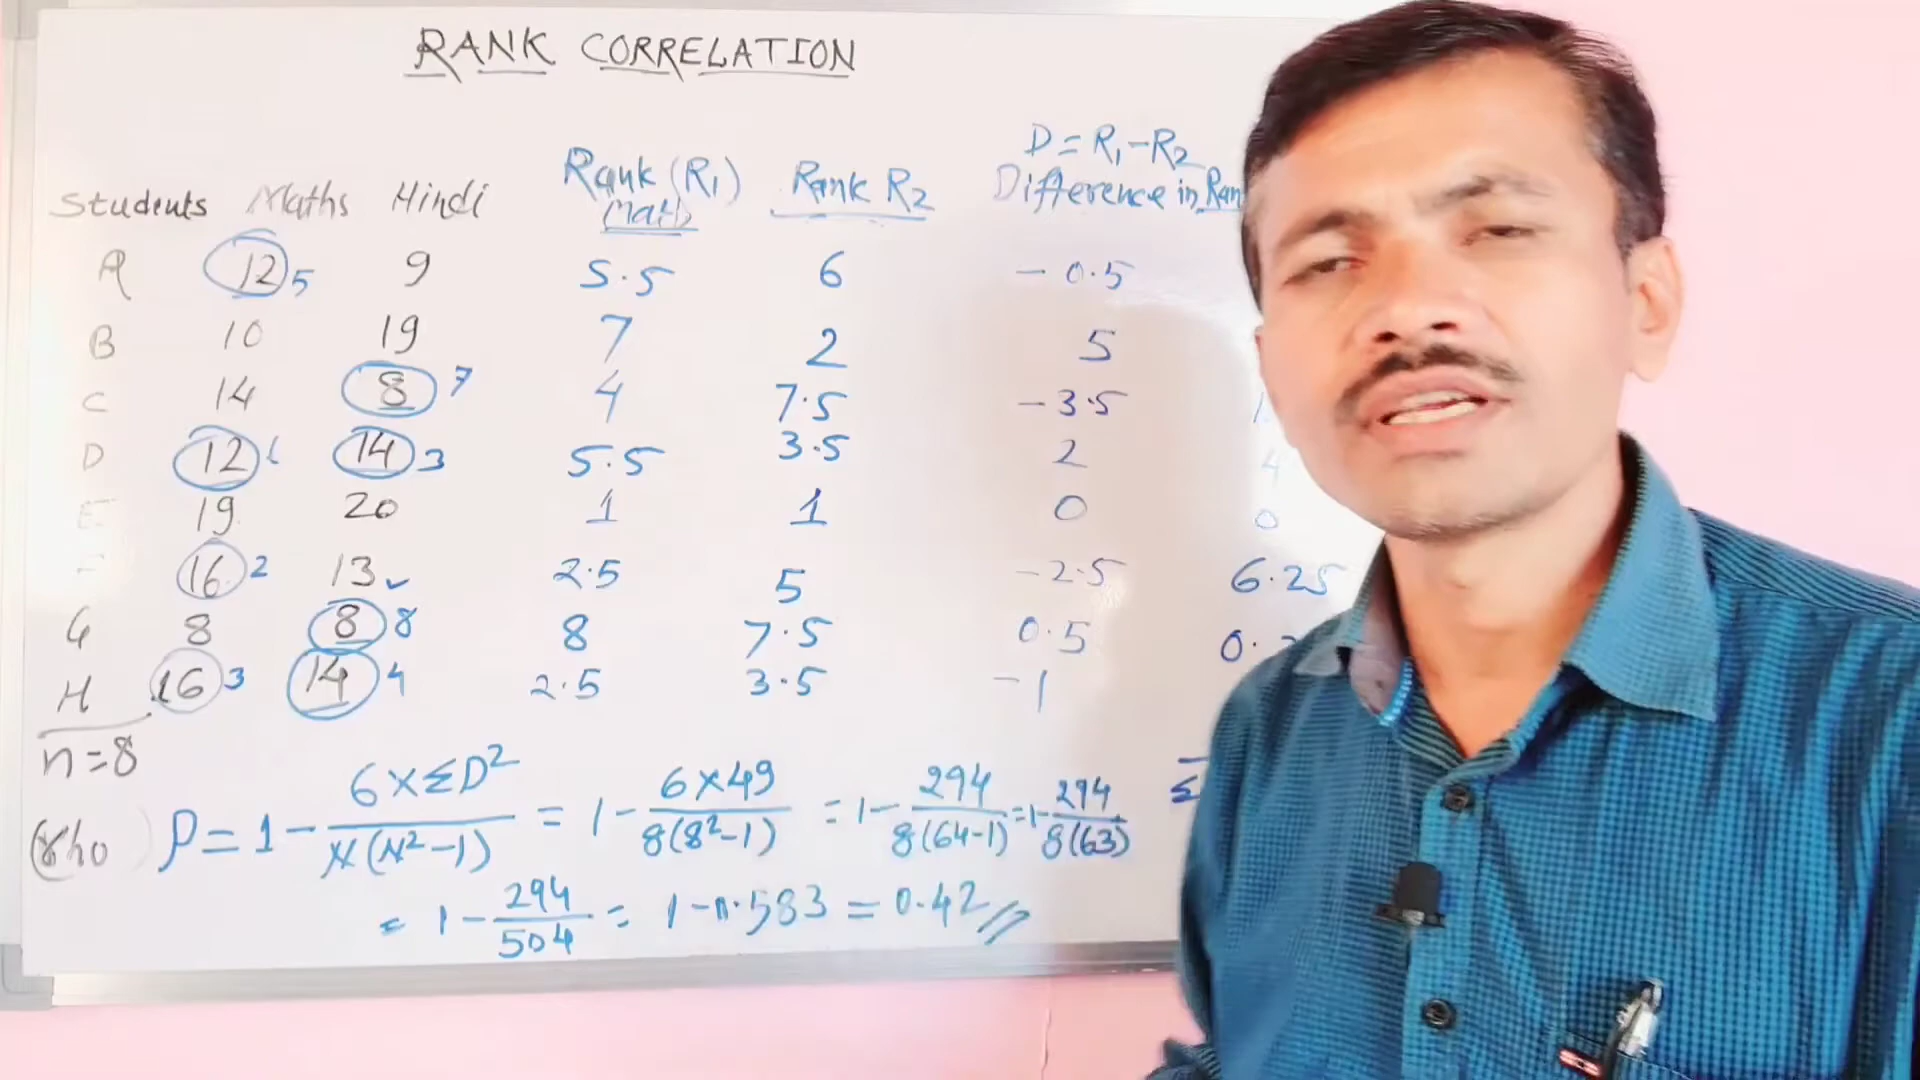 RANK CORRELATION
D = R₁-R₂
Students Maths Hindi Rank (R₁) Math Rank R₂ Difference in Ran
A 12 5 9 5.5 6 - 0.5
B 10 19 7 2 5
C 14 8 7 4 7.5 - 3.5
D 12 14 3 5.5 3.5 2 4
E 19 20 1 1 0 0
16 2 13 ✓ 2.5 5 - 2.5 6.25
G 8 8 8 8 7.5 0.5
H 16 3 14 4 2.5 3.5 - 1
n = 8
(rho) ρ = 1 - 6×ΣD²/N(N²-1) = 1 - 6×49/8(8²-1) = 1 - 294/8(64-1) = 1 - 294/8(63)
= 1 - 294/504 = 1 - 0.583 = 0.42 //